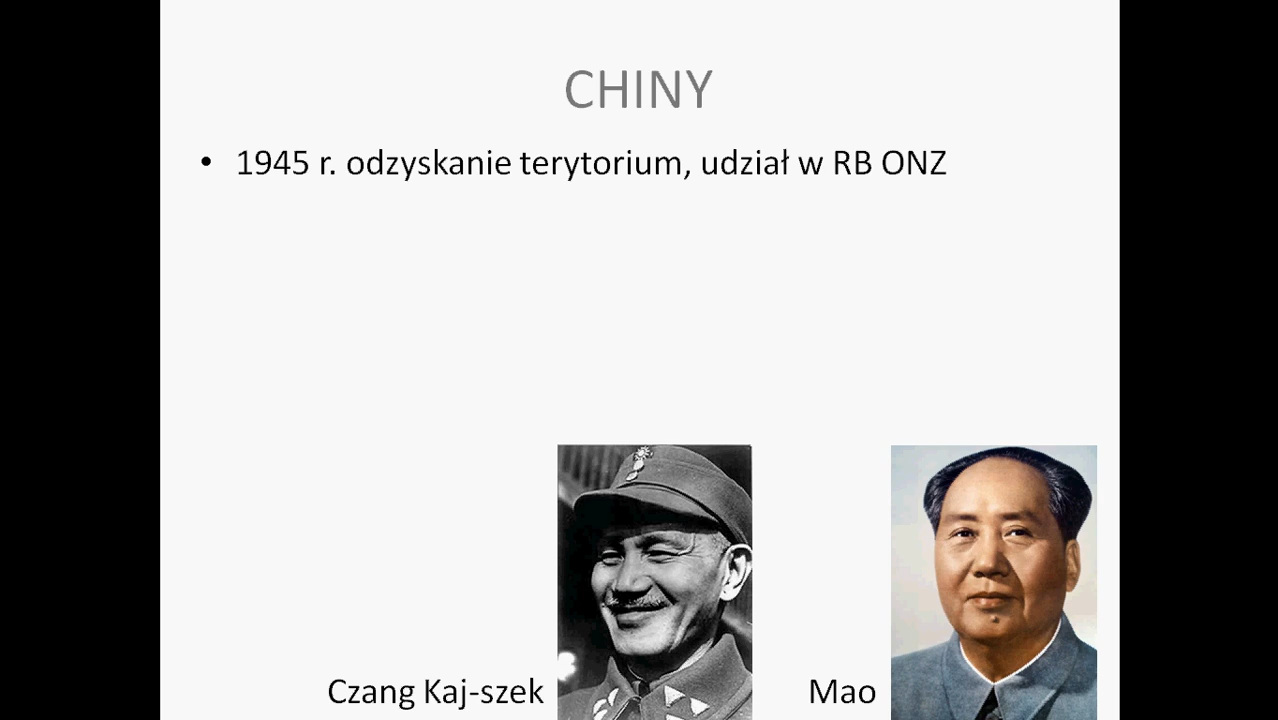 CHINY
• 1945 r. odzyskanie terytorium, udział w RB ONZ
Czang Kaj-szek
Mao